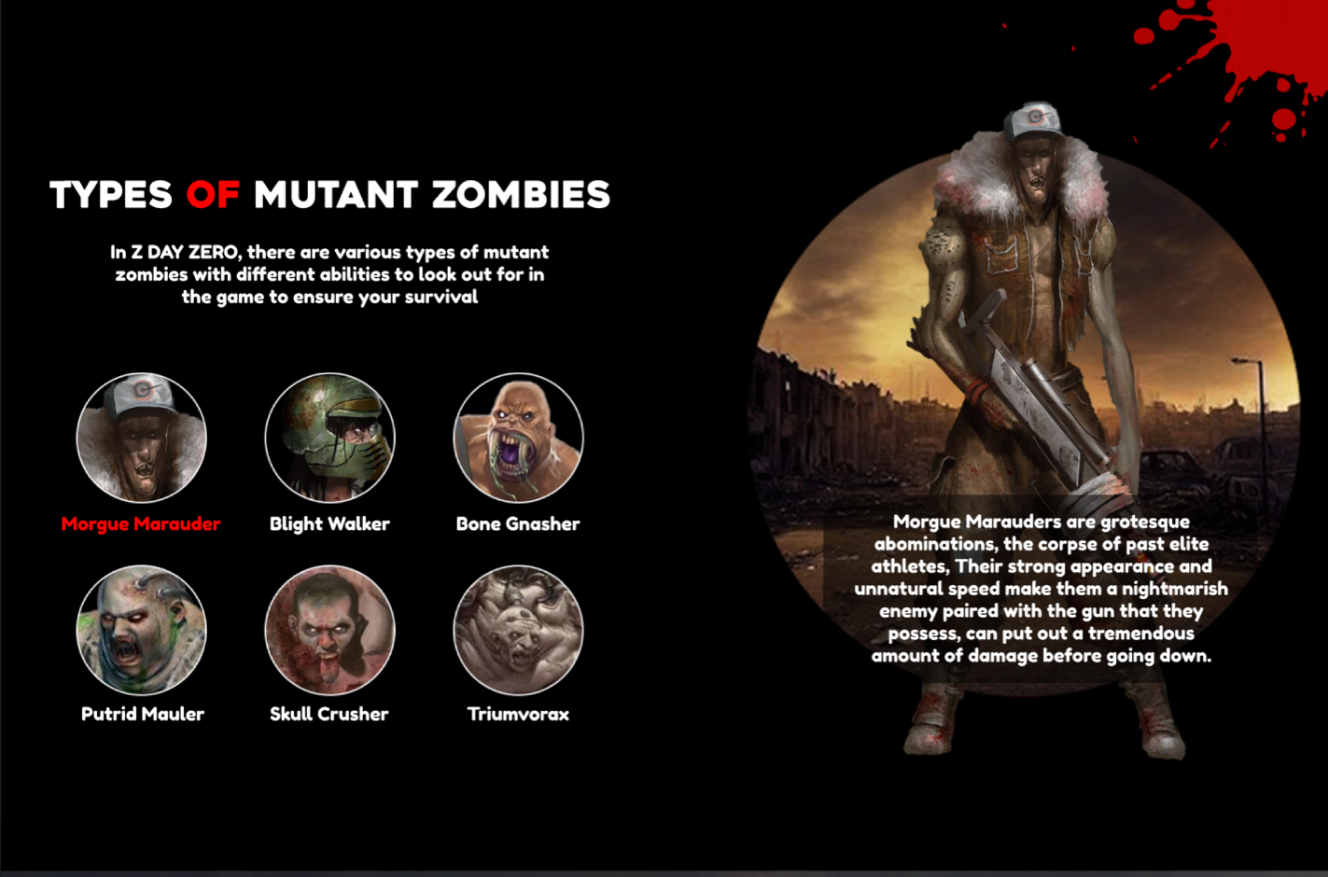 TYPES OF MUTANT ZOMBIES
In Z DAY ZERO, there are various types of mutant
zombies with different abilities to look out for in
the game to ensure your survival
Morgue Marauder
Blight Walker
Bone Gnasher
Putrid Mauler
Skull Crusher
Triumvorax
Morgue Marauders are grotesque
abominations, the corpse of past elite
athletes, Their strong appearance and
unnatural speed make them a nightmarish
enemy paired with the gun that they
possess, can put out a tremendous
amount of damage before going down.